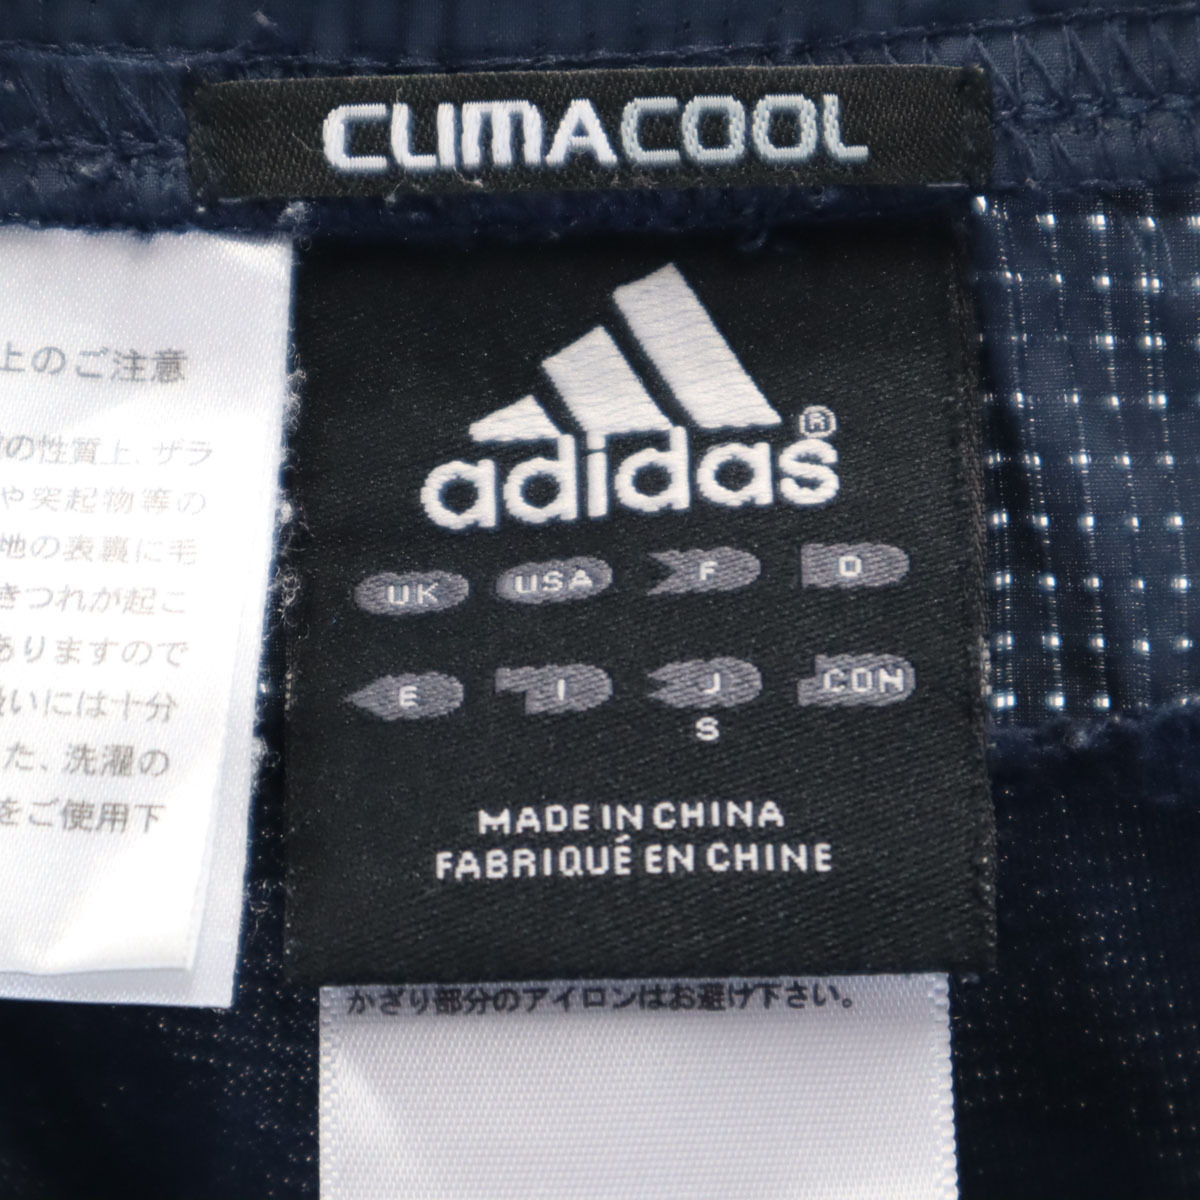 CLIMACOOL
adidas®
UK USA F D
E I J CON
S
MADE IN CHINA
FABRIQUÉ EN CHINE
かざり部分のアイロンはお避け下さい。
上のご注意
の性質上、ザラ
や突起物等の
地の表裏に毛
きつれが起こ
ありますので
扱いには十分
た、洗濯の
をご使用下